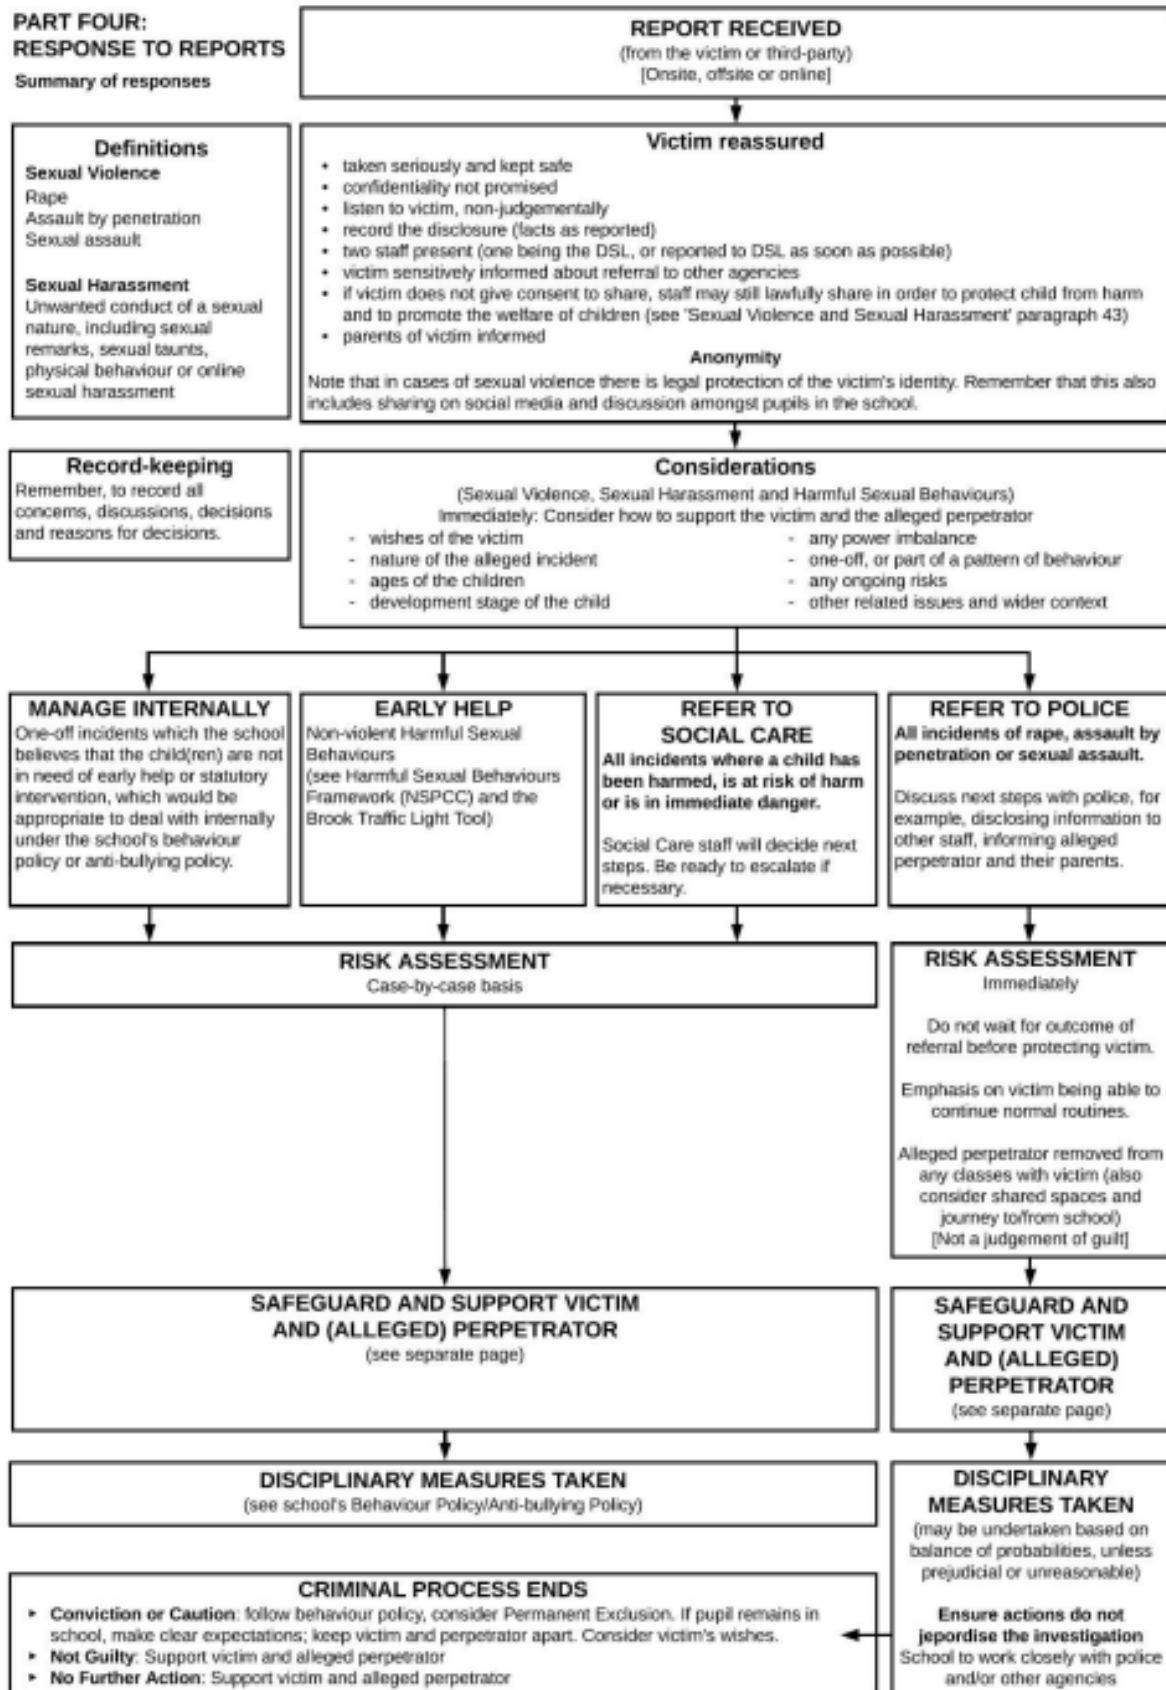 PART FOUR:
RESPONSE TO REPORTS
Summary of responses
REPORT RECEIVED
(from the victim or third-party)
[Onsite, offsite or online]
Definitions
Sexual Violence
Rape
Assault by penetration
Sexual assault
Sexual Harassment
Unwanted conduct of a sexual
nature, including sexual
remarks, sexual taunts,
physical behaviour or online
sexual harassment
Victim reassured
• taken seriously and kept safe
• confidentiality not promised
• listen to victim, non-judgementally
• record the disclosure (facts as reported)
• two staff present (one being the DSL, or reported to DSL as soon as possible)
• victim sensitively informed about referral to other agencies
• if victim does not give consent to share, staff may still lawfully share in order to protect child from harm
and to promote the welfare of children (see 'Sexual Violence and Sexual Harassment' paragraph 43)
• parents of victim informed
Anonymity
Note that in cases of sexual violence there is legal protection of the victim's identity. Remember that this also
includes sharing on social media and discussion amongst pupils in the school.
Record-keeping
Remember, to record all
concerns, discussions, decisions
and reasons for decisions.
Considerations
(Sexual Violence, Sexual Harassment and Harmful Sexual Behaviours)
Immediately: Consider how to support the victim and the alleged perpetrator
- wishes of the victim
- nature of the alleged incident
- ages of the children
- development stage of the child
- any power imbalance
- one-off, or part of a pattern of behaviour
- any ongoing risks
- other related issues and wider context
MANAGE INTERNALLY
One-off incidents which the school
believes that the child(ren) are not
in need of early help or statutory
intervention, which would be
appropriate to deal with internally
under the school's behaviour
policy or anti-bullying policy.
EARLY HELP
Non-violent Harmful Sexual
Behaviours
(see Harmful Sexual Behaviours
Framework (NSPCC) and the
Brook Traffic Light Tool)
REFER TO
SOCIAL CARE
All incidents where a child has
been harmed, is at risk of harm
or is in immediate danger.
Social Care staff will decide next
steps. Be ready to escalate if
necessary.
REFER TO POLICE
All incidents of rape, assault by
penetration or sexual assault.
Discuss next steps with police, for
example, disclosing information to
other staff, informing alleged
perpetrator and their parents.
RISK ASSESSMENT
Case-by-case basis
RISK ASSESSMENT
Immediately
Do not wait for outcome of
referral before protecting victim.
Emphasis on victim being able to
continue normal routines.
Alleged perpetrator removed from
any classes with victim (also
consider shared spaces and
journey to/from school)
[Not a judgement of guilt]
SAFEGUARD AND SUPPORT VICTIM
AND (ALLEGED) PERPETRATOR
(see separate page)
SAFEGUARD AND
SUPPORT VICTIM
AND (ALLEGED)
PERPETRATOR
(see separate page)
DISCIPLINARY MEASURES TAKEN
(see school's Behaviour Policy/Anti-bullying Policy)
DISCIPLINARY
MEASURES TAKEN
(may be undertaken based on
balance of probabilities, unless
prejudicial or unreasonable)
Ensure actions do not
jepordise the investigation
School to work closely with police
and/or other agencies
CRIMINAL PROCESS ENDS
▸ Conviction or Caution: follow behaviour policy, consider Permanent Exclusion. If pupil remains in
school, make clear expectations; keep victim and perpetrator apart. Consider victim's wishes.
▸ Not Guilty: Support victim and alleged perpetrator
▸ No Further Action: Support victim and alleged perpetrator